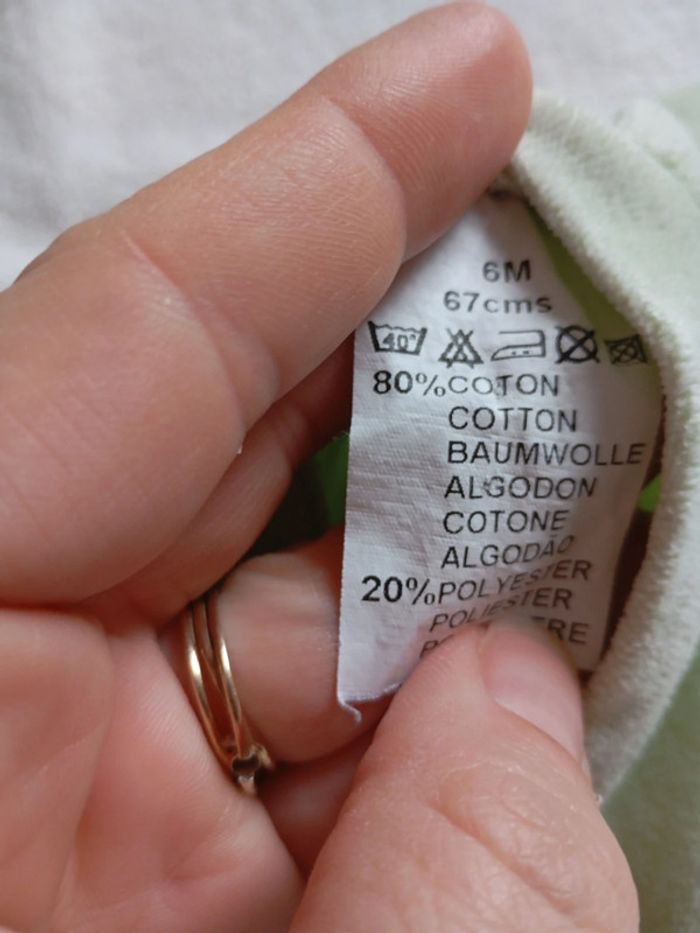 6M
67cms
40°
80%COTON
COTTON
BAUMWOLLE
ALGODON
COTONE
ALGODÃO
20%POLYESTER
POLIESTER